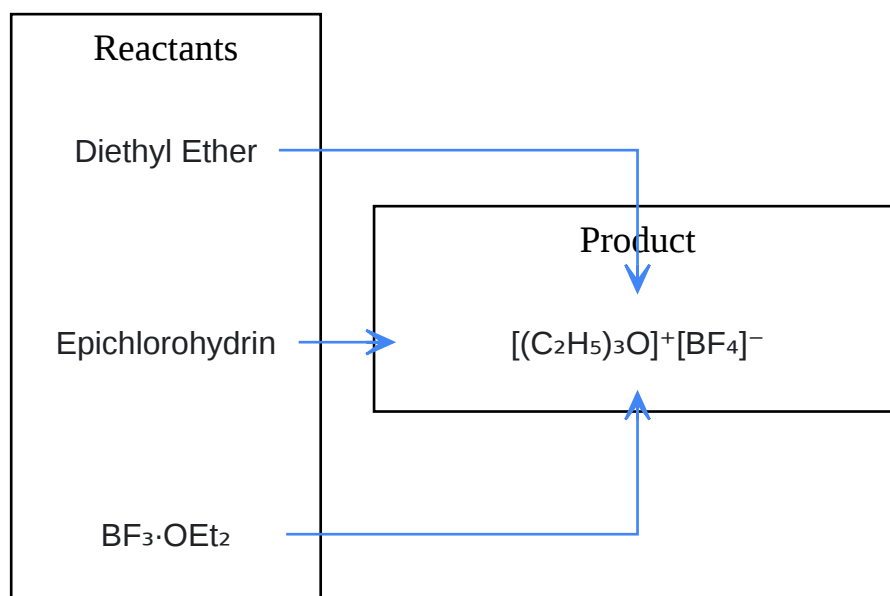 Reactants
Diethyl Ether
Product
Epichlorohydrin
[(C₂H₅)₃O]⁺[BF₄]⁻
BF₃·OEt₂